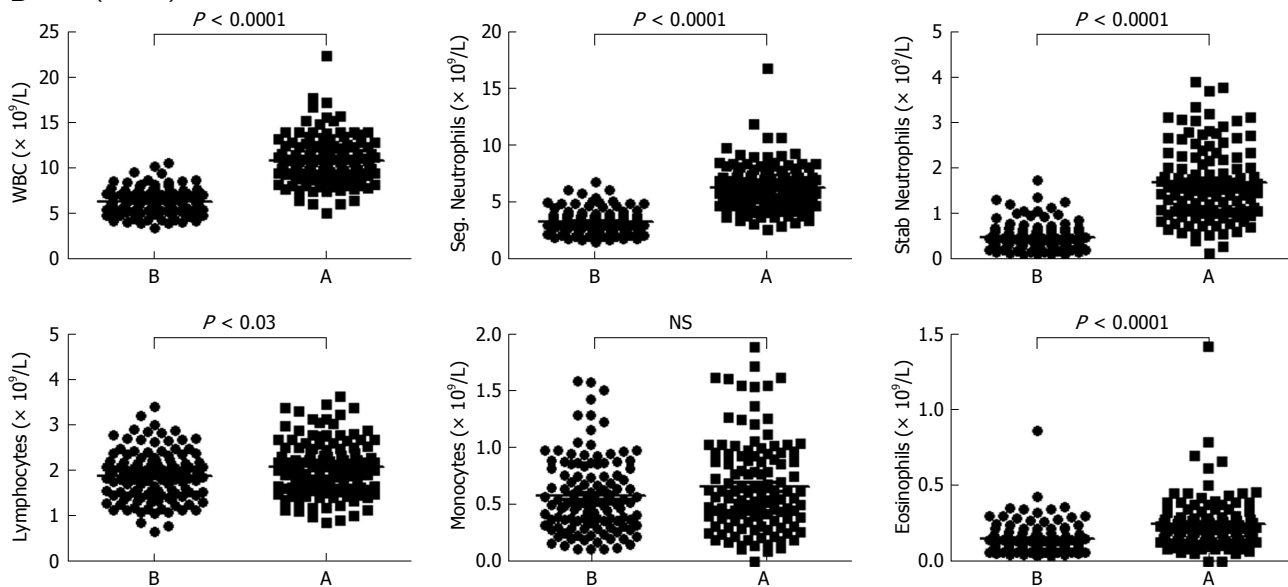 P < 0.0001
25
20
15
10
5
0
WBC (× 10⁹/L)
B
A
P < 0.0001
20
15
10
5
0
Seg. Neutrophils (× 10⁹/L)
B
A
P < 0.0001
5
4
3
2
1
0
Stab Neutrophils (× 10⁹/L)
B
A
P < 0.03
5
4
3
2
1
0
Lymphocytes (× 10⁹/L)
B
A
NS
2.0
1.5
1.0
0.5
0.0
Monocytes (× 10⁹/L)
B
A
P < 0.0001
1.5
1.0
0.5
0.0
Eosinophils (× 10⁹/L)
B
A